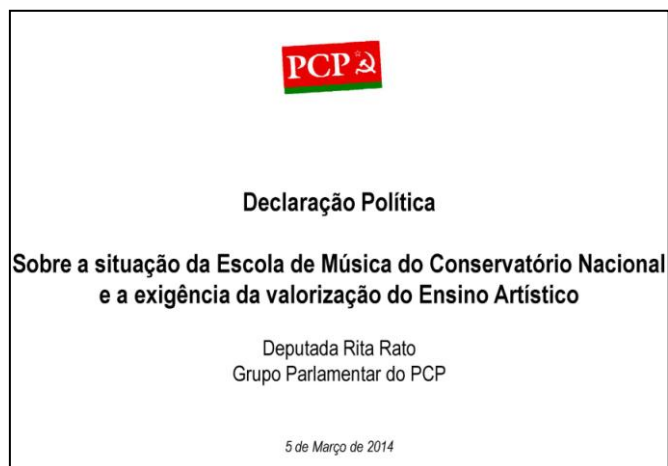 PCP
Declaração Política
Sobre a situação da Escola de Música do Conservatório Nacional
e a exigência da valorização do Ensino Artístico
Deputada Rita Rato
Grupo Parlamentar do PCP
5 de Março de 2014